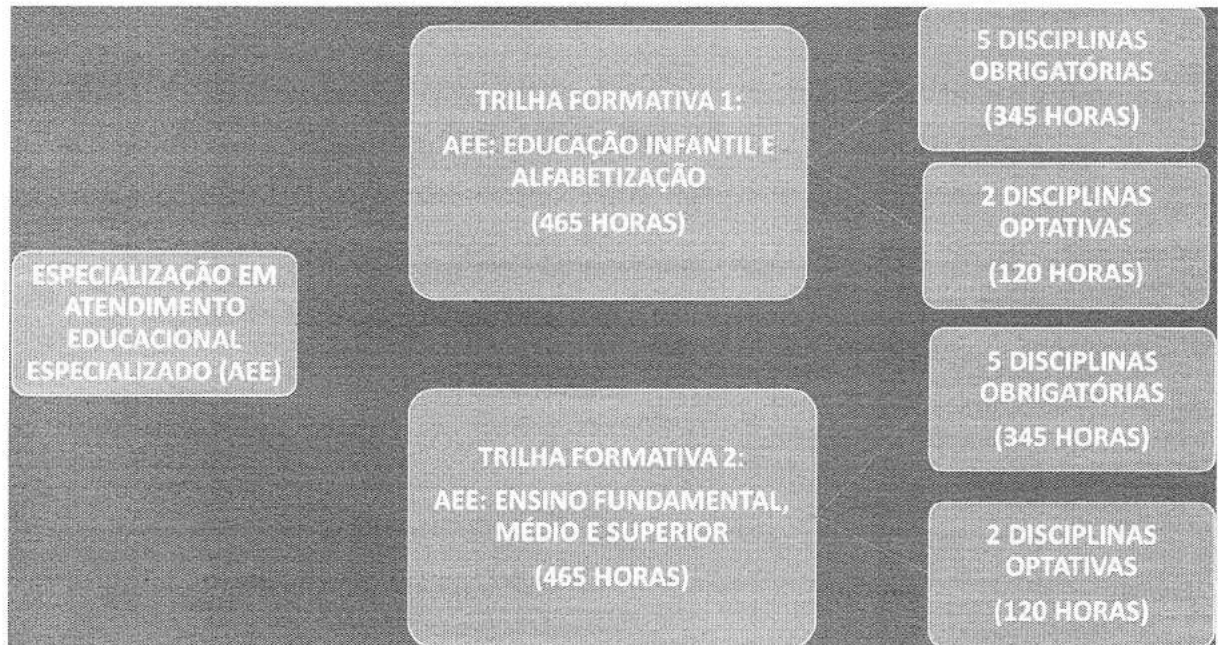 ESPECIALIZAÇÃO EM
ATENDIMENTO
EDUCACIONAL
ESPECIALIZADO (AEE)
TRILHA FORMATIVA 1:
AEE: EDUCAÇÃO INFANTIL E
ALFABETIZAÇÃO
(465 HORAS)
5 DISCIPLINAS
OBRIGATÓRIAS
(345 HORAS)
2 DISCIPLINAS
OPTATIVAS
(120 HORAS)
TRILHA FORMATIVA 2:
AEE: ENSINO FUNDAMENTAL,
MÉDIO E SUPERIOR
(465 HORAS)
5 DISCIPLINAS
OBRIGATÓRIAS
(345 HORAS)
2 DISCIPLINAS
OPTATIVAS
(120 HORAS)